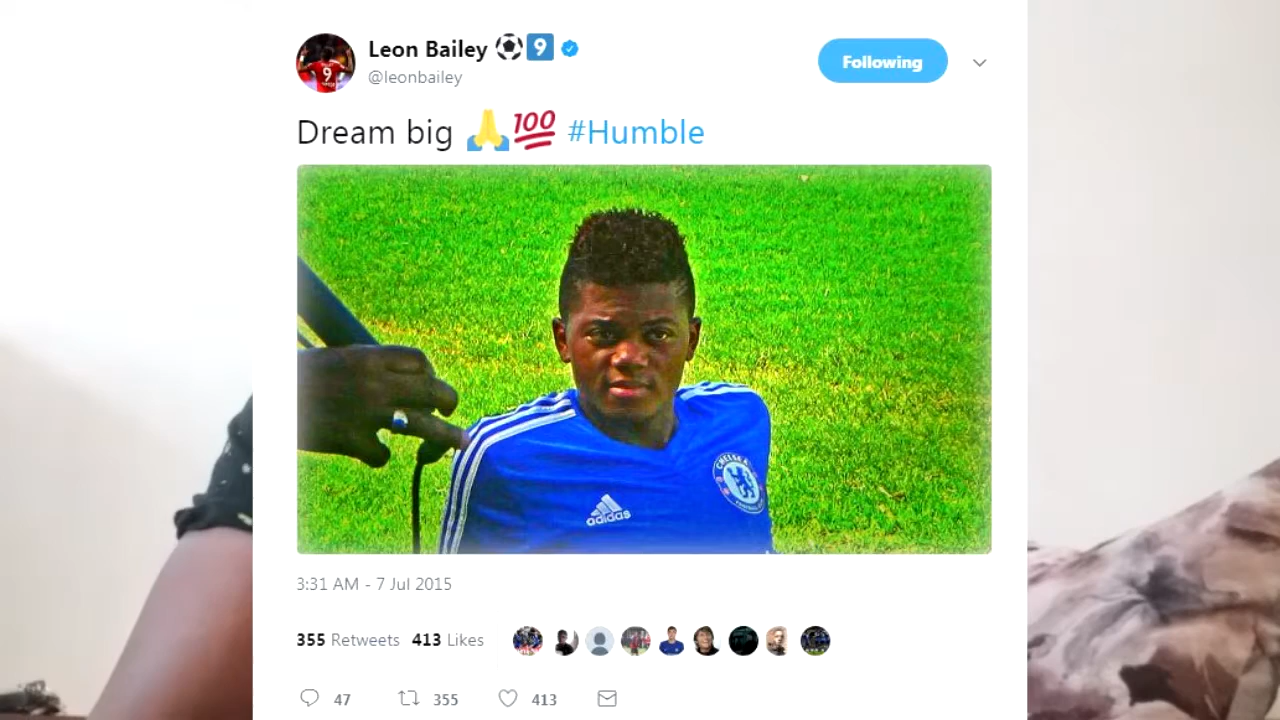 Leon Bailey ⚽9️⃣
@leonbailey
Following
Dream big 🙏💯 #Humble
CHELSEA
adidas
3:31 AM - 7 Jul 2015
355 Retweets 413 Likes
47 355 413